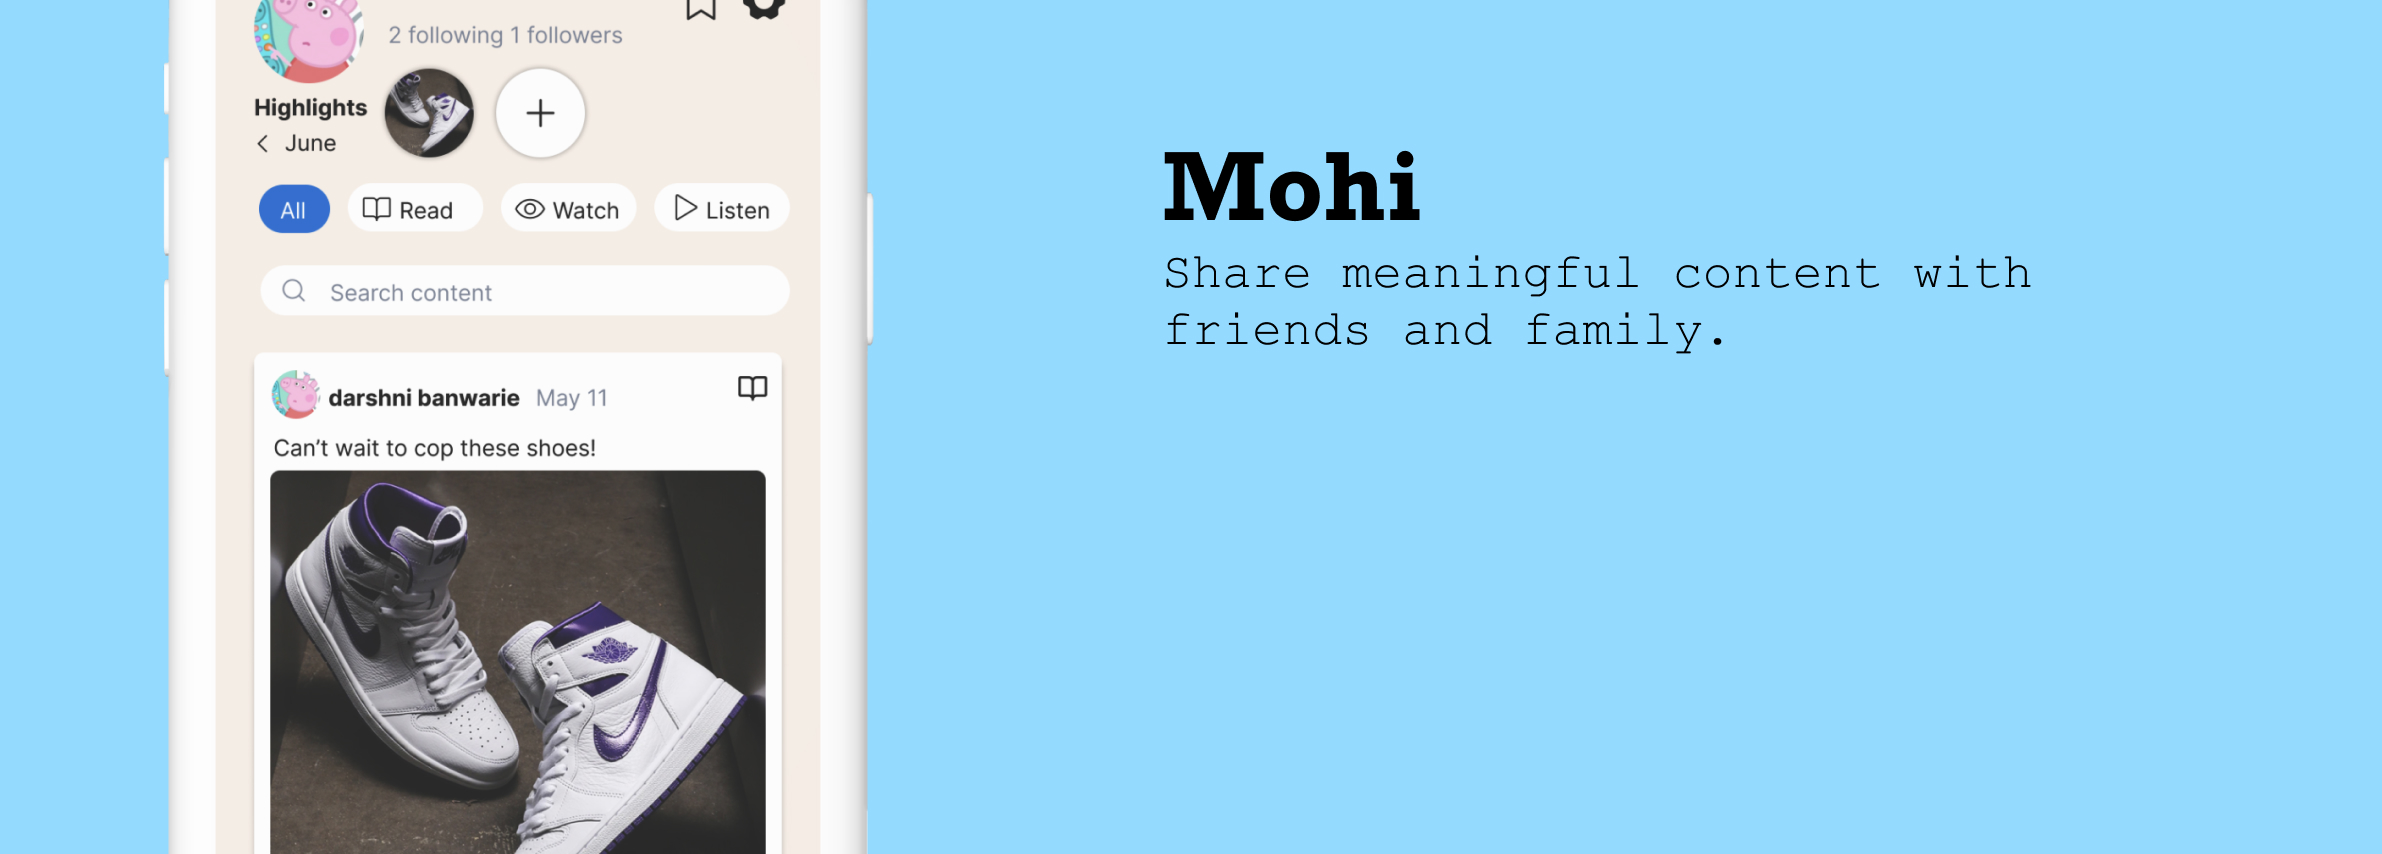 2 following 1 followers
Highlights
June
All
Read
Watch
Listen
Search content
darshni banwarie May 11
Can't wait to cop these shoes!
Mohi
Share meaningful content with
friends and family.